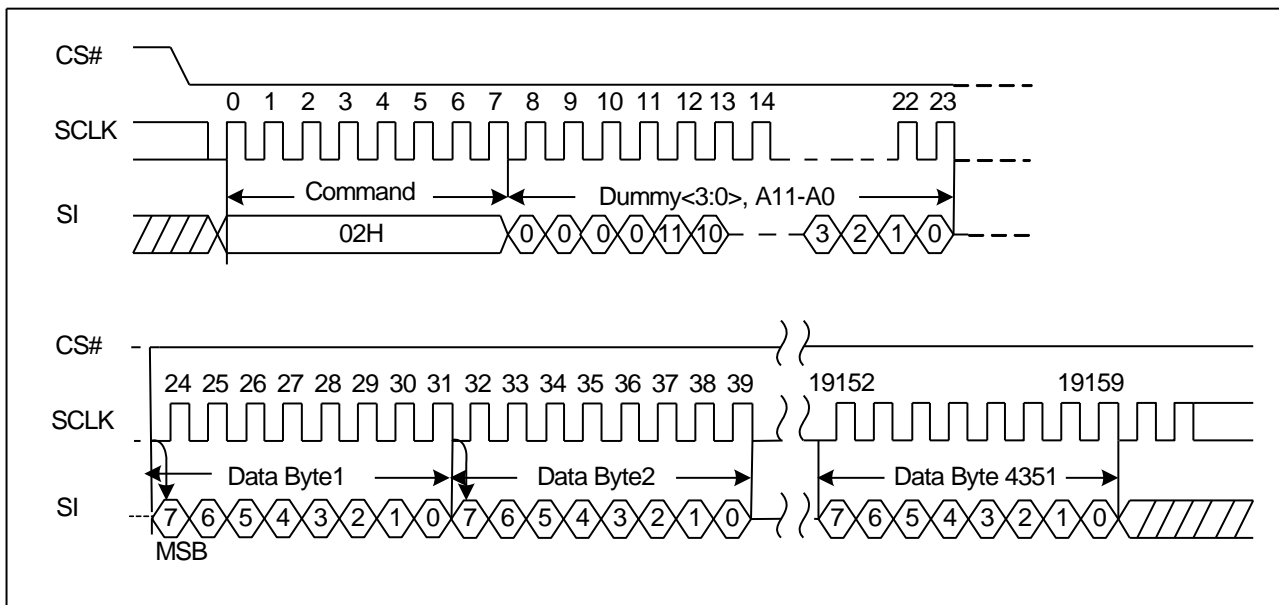 CS#
0 1 2 3 4 5 6 7 8 9 10 11 12 13 14 22 23
SCLK
Command Dummy<3:0>, A11-A0
SI
02H 0 0 0 0 11 10 3 2 1 0
CS#
24 25 26 27 28 29 30 31 32 33 34 35 36 37 38 39 19152 19159
SCLK
Data Byte1 Data Byte2 Data Byte 4351
SI
7 6 5 4 3 2 1 0 7 6 5 4 3 2 1 0 7 6 5 4 3 2 1 0
MSB